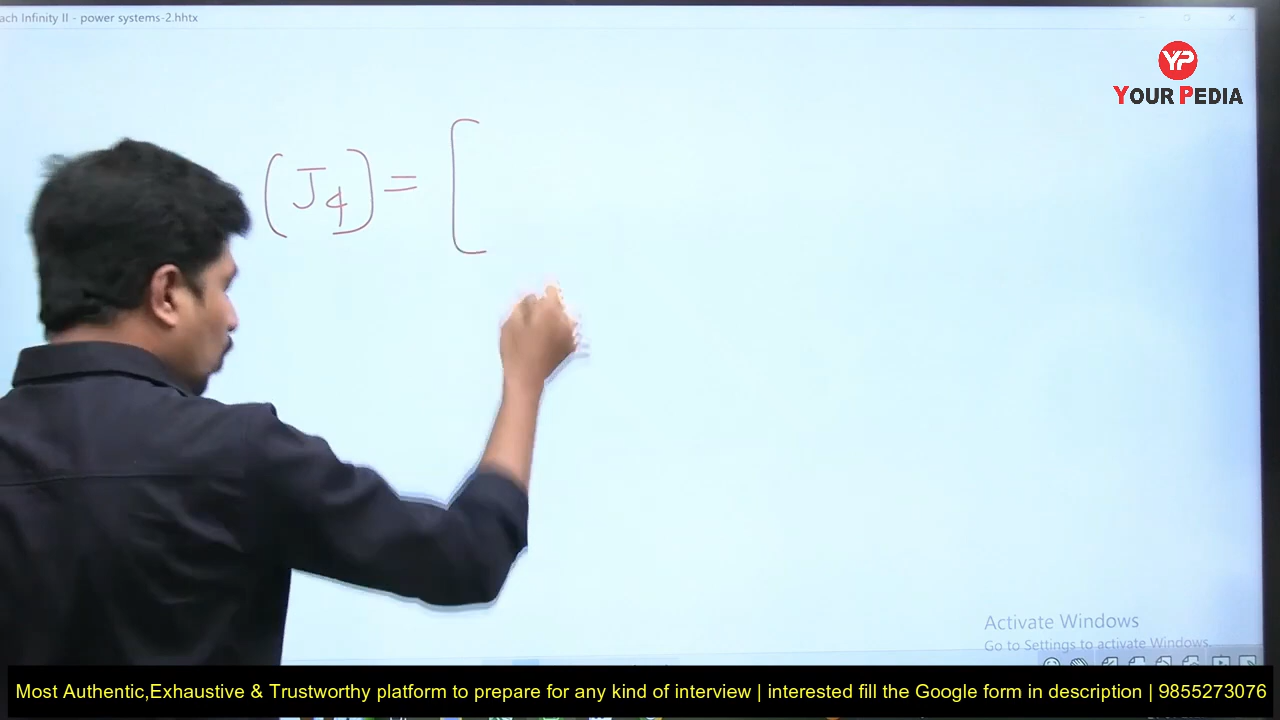 ach Infinity II - power systems-2.hhtx
YP
YOUR PEDIA
(J4) = [
Activate Windows
Go to Settings to activate Windows.
Most Authentic,Exhaustive & Trustworthy platform to prepare for any kind of interview | interested fill the Google form in description | 9855273076